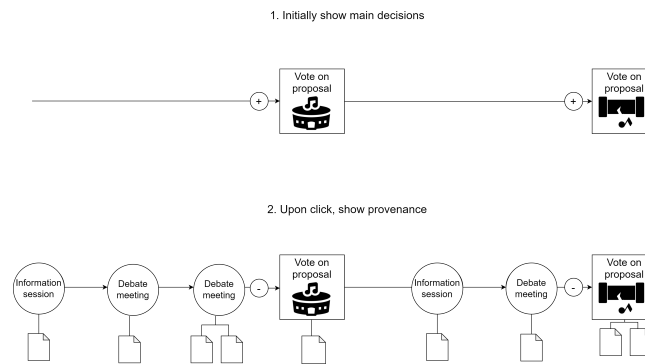 1. Initially show main decisions
+
Vote on
proposal
+
Vote on
proposal
2. Upon click, show provenance
Information
session
Debate
meeting
Debate
meeting
-
Vote on
proposal
Information
session
Debate
meeting
-
Vote on
proposal